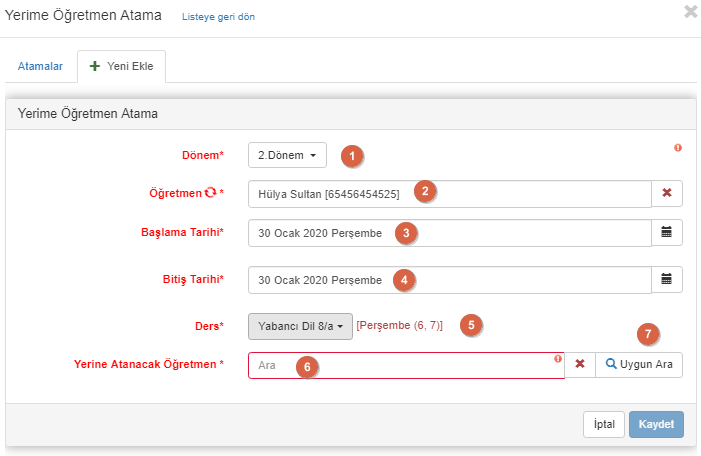 Yerime Öğretmen Atama Listeye geri dön
Atamalar Yeni Ekle
Yerime Öğretmen Atama
Dönem* 2.Dönem 1
Öğretmen * Hülya Sultan [65456454525] 2
Başlama Tarihi* 30 Ocak 2020 Perşembe 3
Bitiş Tarihi* 30 Ocak 2020 Perşembe 4
Ders* Yabancı Dil 8/a [Perşembe (6, 7)] 5
7
Yerine Atanacak Öğretmen * Ara 6 Uygun Ara
İptal Kaydet